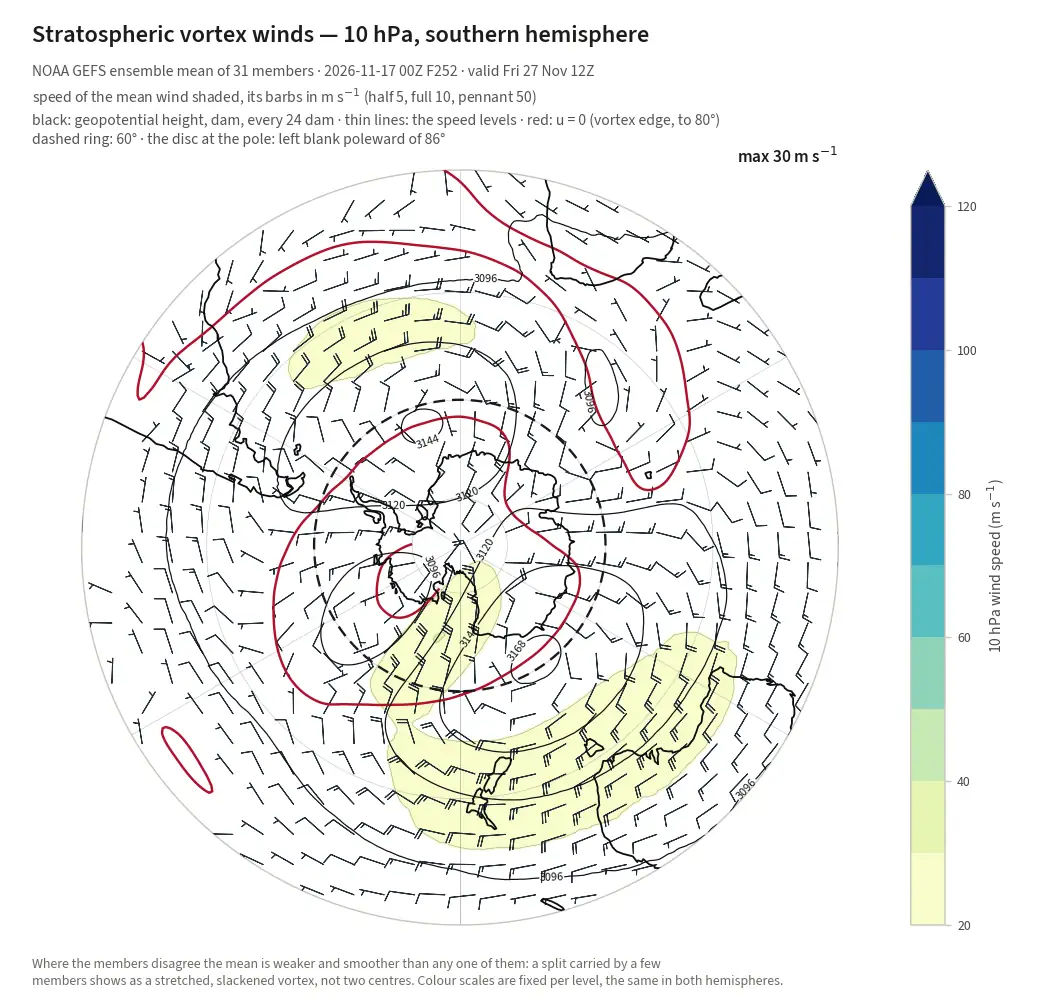 Stratospheric vortex winds — 10 hPa, southern hemisphere
NOAA GEFS ensemble mean of 31 members · 2026-11-17 00Z F252 · valid Fri 27 Nov 12Z
speed of the mean wind shaded, its barbs in m s−1 (half 5, full 10, pennant 50)
black: geopotential height, dam, every 24 dam · thin lines: the speed levels · red: u = 0 (vortex edge, to 80°)
dashed ring: 60° · the disc at the pole: left blank poleward of 86°
max 30 m s−1
3096
3096
3144
3120
3120
3120
3096
3168
3096
3096
120
100
80
60
40
20
10 hPa wind speed (m s−1)
Where the members disagree the mean is weaker and smoother than any one of them: a split carried by a few
members shows as a stretched, slackened vortex, not two centres. Colour scales are fixed per level, the same in both hemispheres.